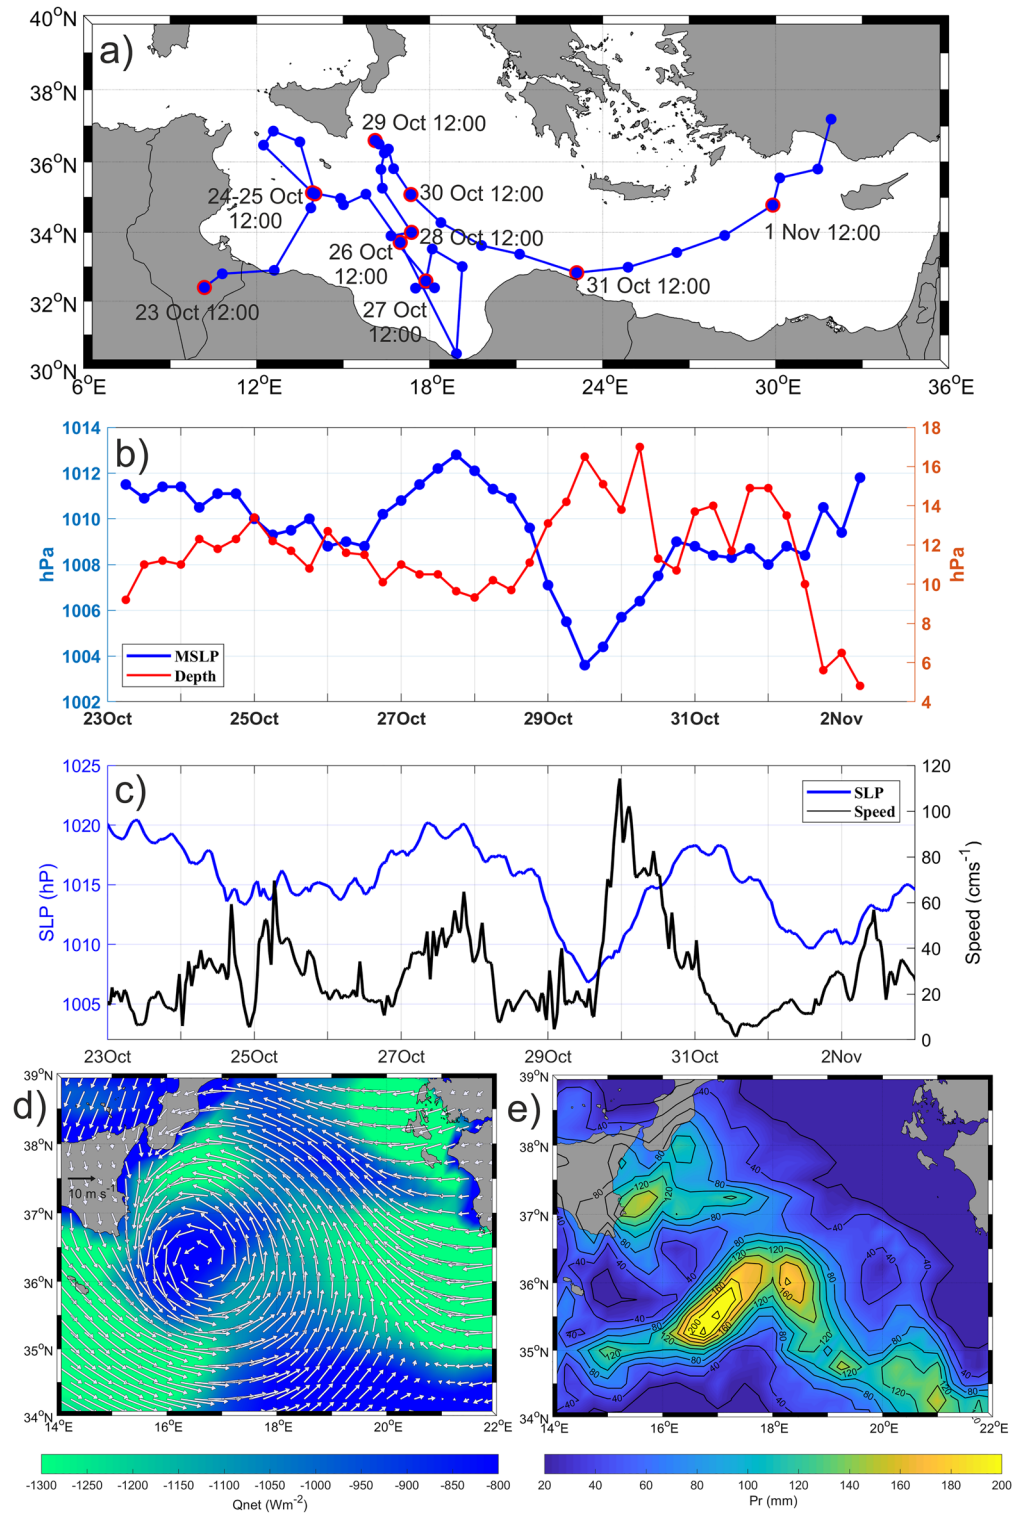 a)
40°N
38°N
36°N
34°N
32°N
30°N
29 Oct 12:00
24-25 Oct
12:00
30 Oct 12:00
28 Oct 12:00
26 Oct
12:00
1 Nov 12:00
23 Oct 12:00
27 Oct
12:00
31 Oct 12:00
6°E 12°E 18°E 24°E 30°E 36°E
b)
1014
1012
1010
1008
1006
1004
1002
hPa
18
16
14
12
10
8
6
4
hPa
MSLP
Depth
23Oct 25Oct 27Oct 29Oct 31Oct 2Nov
c)
1025
1020
1015
1010
1005
SLP (hP)
120
100
80
60
40
20
0
Speed (cms⁻¹)
SLP
Speed
23Oct 25Oct 27Oct 29Oct 31Oct 2Nov
d)
39°N
38°N
37°N
36°N
35°N
34°N
10 m s⁻¹
14°E 16°E 18°E 20°E 22°E
-1300 -1250 -1200 -1150 -1100 -1050 -1000 -950 -900 -850 -800
Qnet (Wm⁻²)
e)
39°N
38°N
37°N
36°N
35°N
34°N
14°E 16°E 18°E 20°E 22°E
20 40 60 80 100 120 140 160 180 200
Pr (mm)